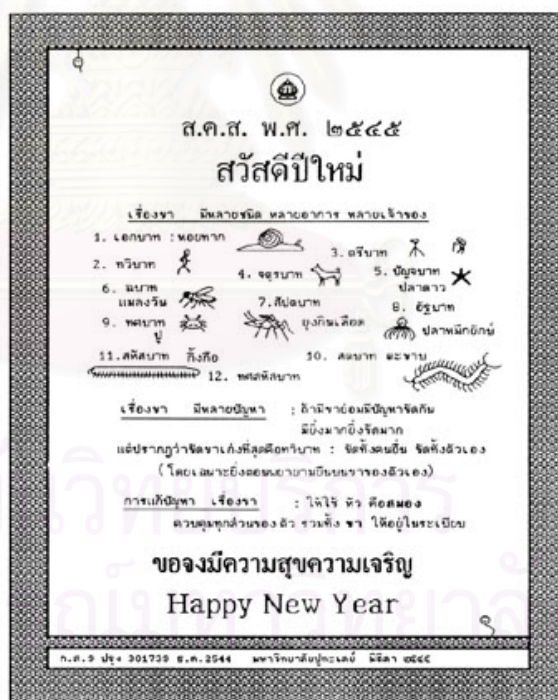 ส.ค.ส. พ.ศ. ๒๕๔๕
สวัสดีปีใหม่
เรื่องขา มีหลายชนิด หลายอาการ หลายเจ้าของ
1. เอกบาท : หอยทาก
2. ทวิบาท
3. ตรีบาท
4. จตุรบาท
5. ปัญจบาท
ปลาดาว
6. ฉบาท
แมลงวัน
7. สัปตบาท
ยุงกินเลือด
8. อัฐบาท
ปลาหมึกยักษ์
9. ทศบาท
ปู
10. สตบาท ตะขาบ
11. สหัสบาท กิ้งกือ
12. ทศสหัสบาท
เรื่องขา มีหลายปัญหา : ถ้ามีขาย่อมมีปัญหาขัดกัน
มียิ่งมากยิ่งขัดมาก
แต่ปรากฏว่าขัดขาเก่งที่สุดคือทวิบาท : ขัดทั้งคนอื่น ขัดทั้งตัวเอง
(โดยเฉพาะยิ่งตอนพยายามยืนบนขาของตัวเอง)
การแก้ปัญหา เรื่องขา : ให้ใช้ หัว คือสมอง
ควบคุมทุกส่วนของตัว รวมทั้ง ขา ให้อยู่ในระเบียบ
ขอจงมีความสุขความเจริญ
Happy New Year
ก.ส.9 ปรุง 301739 ธ.ค.2544